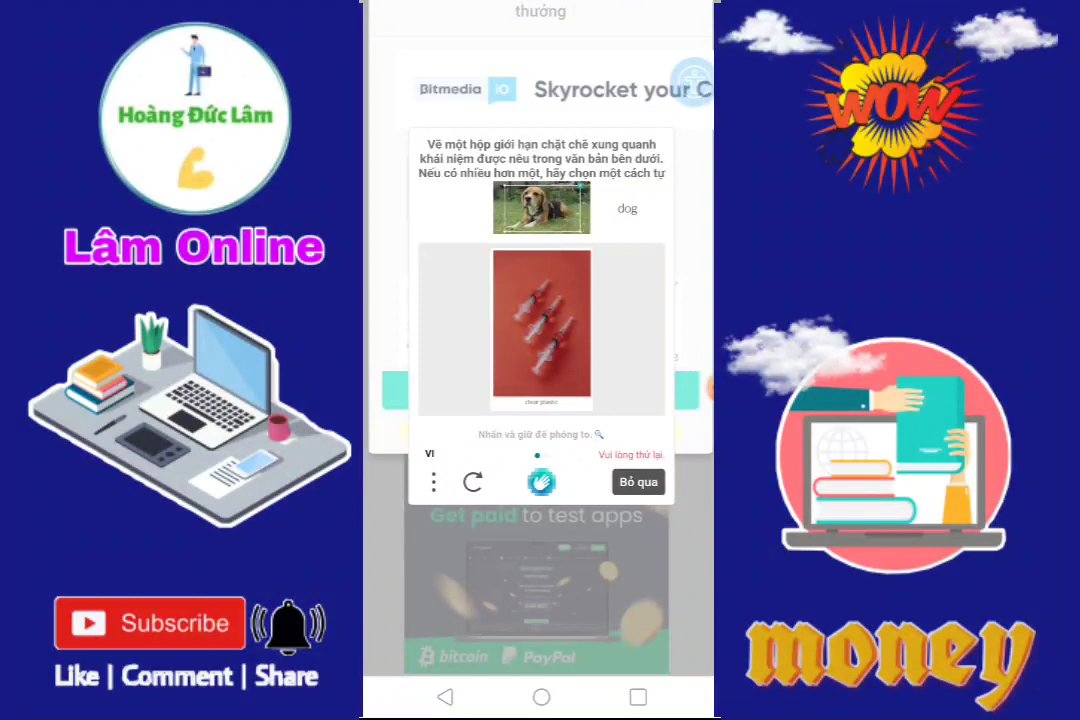 Hoàng Đức Lâm
Lâm Online
Subscribe
Like | Comment | Share
thưởng
Bitmedia IO
Skyrocket your C
Vẽ một hộp giới hạn chặt chẽ xung quanh
khái niệm được nêu trong văn bản bên dưới.
Nếu có nhiều hơn một, hãy chọn một cách tự
dog
clear plastic
Nhấn và giữ để phóng to.
VI
Vui lòng thử lại.
Bỏ qua
Get paid to test apps
bitcoin
PayPal
WOW
money